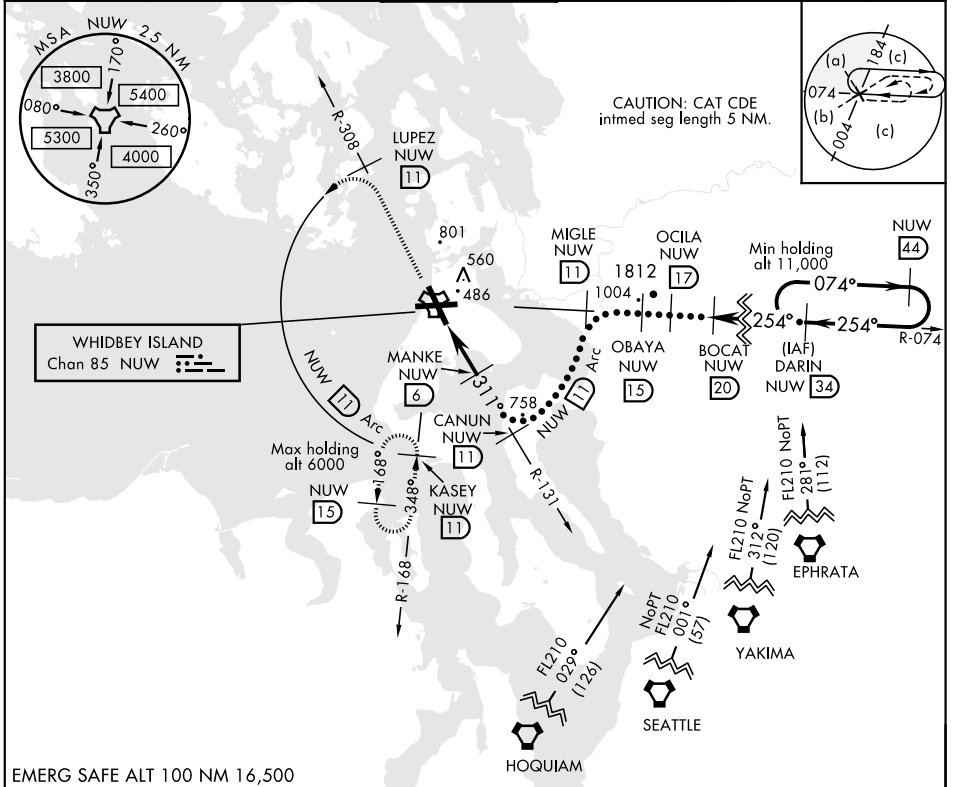 MSA NUW 25 NM
170°
3800
5400
080°
260°
5300
4000
350°
R-308
LUPEZ
NUW
11
CAUTION: CAT CDE
intmed seg length 5 NM.
184
(a)
(c)
074
(b)
(c)
004
801
560
486
MIGLE
NUW
11
OCILA
NUW
17
1812
1004
Min holding
alt 11,000
NUW
44
074°
254°
254°
R-074
WHIDBEY ISLAND
Chan 85 NUW
OBAYA
NUW
15
BOCAT
NUW
20
(IAF)
DARIN
NUW 34
MANKE
NUW
6
311°
NUW 11 Arc
NUW 11 Arc
758
CANUN
NUW
11
R-131
Max holding
alt 6000
168°
348°
NUW
15
KASEY
NUW
11
R-168
FL210 NoPT
281°
(112)
EPHRATA
FL210 NoPT
312°
(120)
YAKIMA
NoPT
FL210
001°
(57)
SEATTLE
FL210
029°
(126)
HOQUIAM
EMERG SAFE ALT 100 NM 16,500